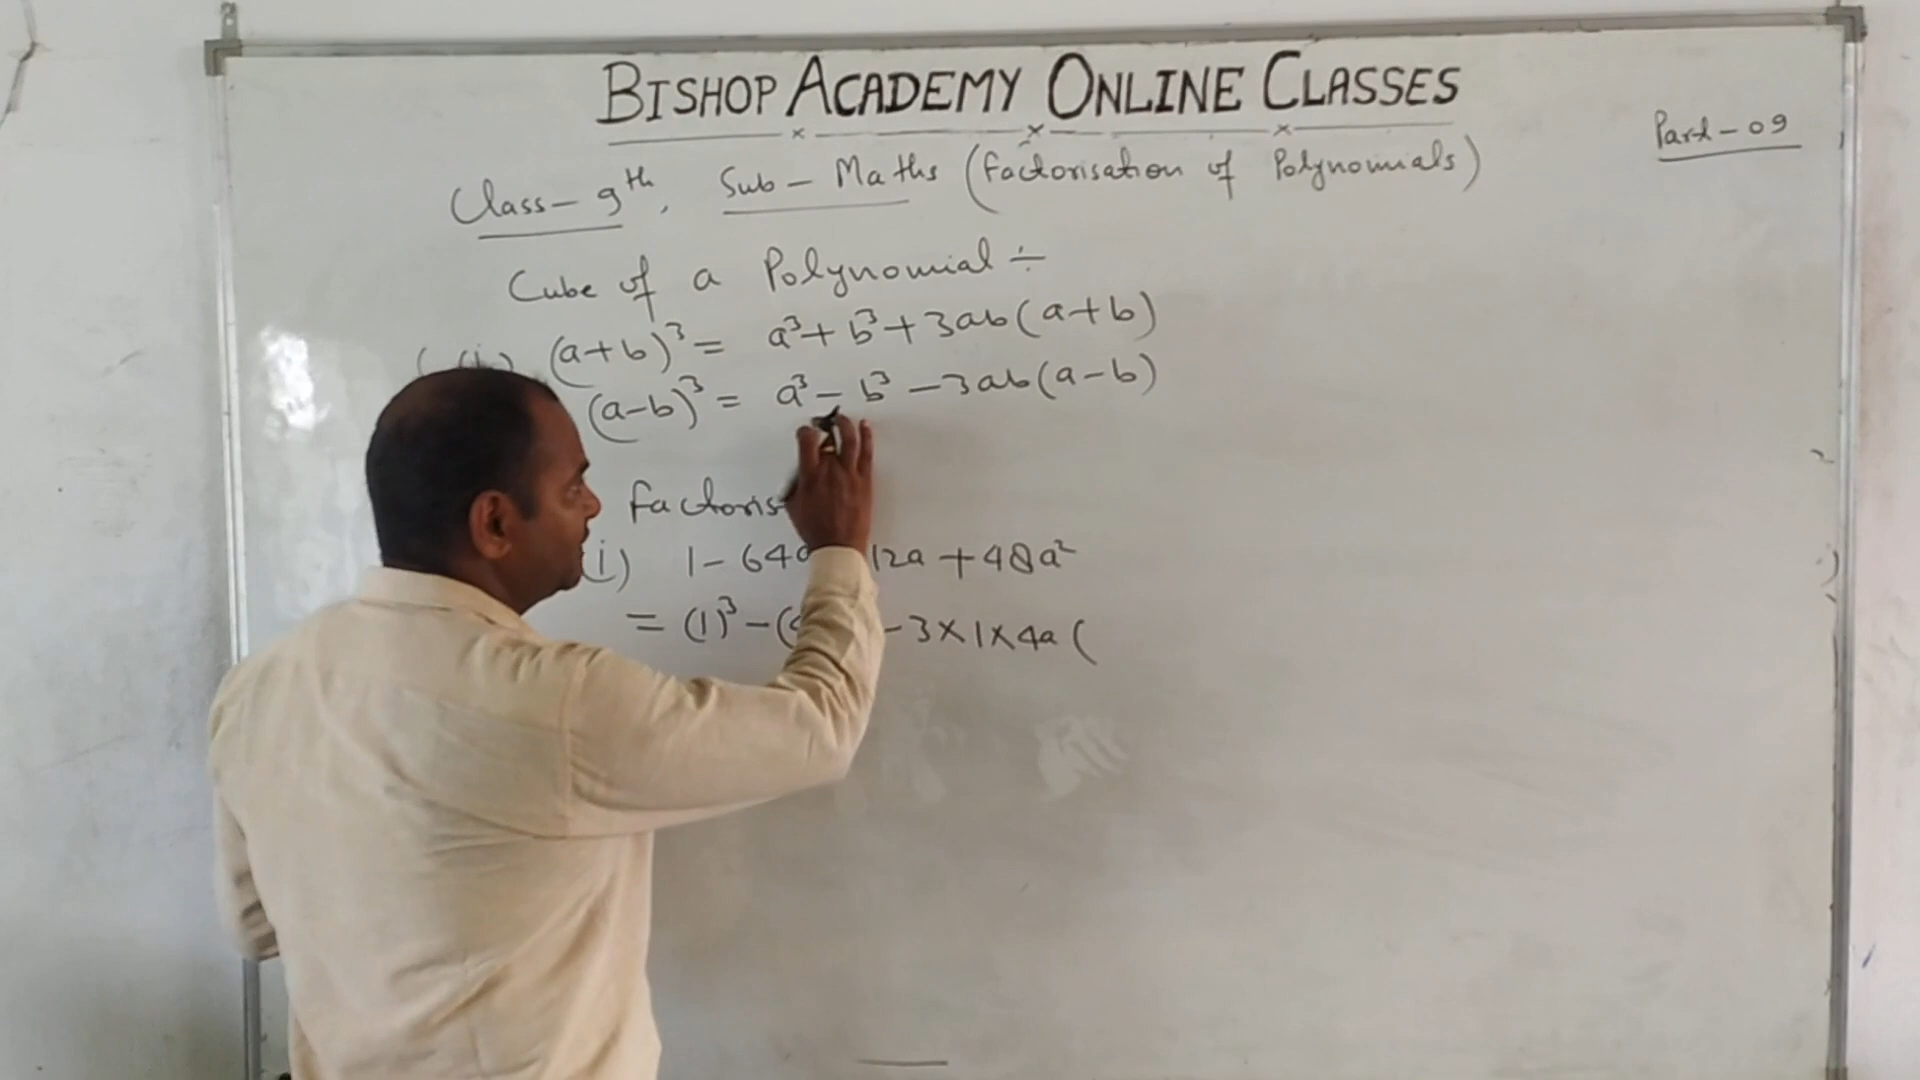 BISHOP ACADEMY ONLINE CLASSES
Part-09
Class-9th, Sub-Maths (Factorisation of Polynomials)
Cube of a Polynomial ÷
(a+b)³ = a³+b³+3ab(a+b)
(a-b)³ = a³-b³-3ab(a-b)
(i) 1-64 12a+48a²
= (1)³-( -3×1×4a(